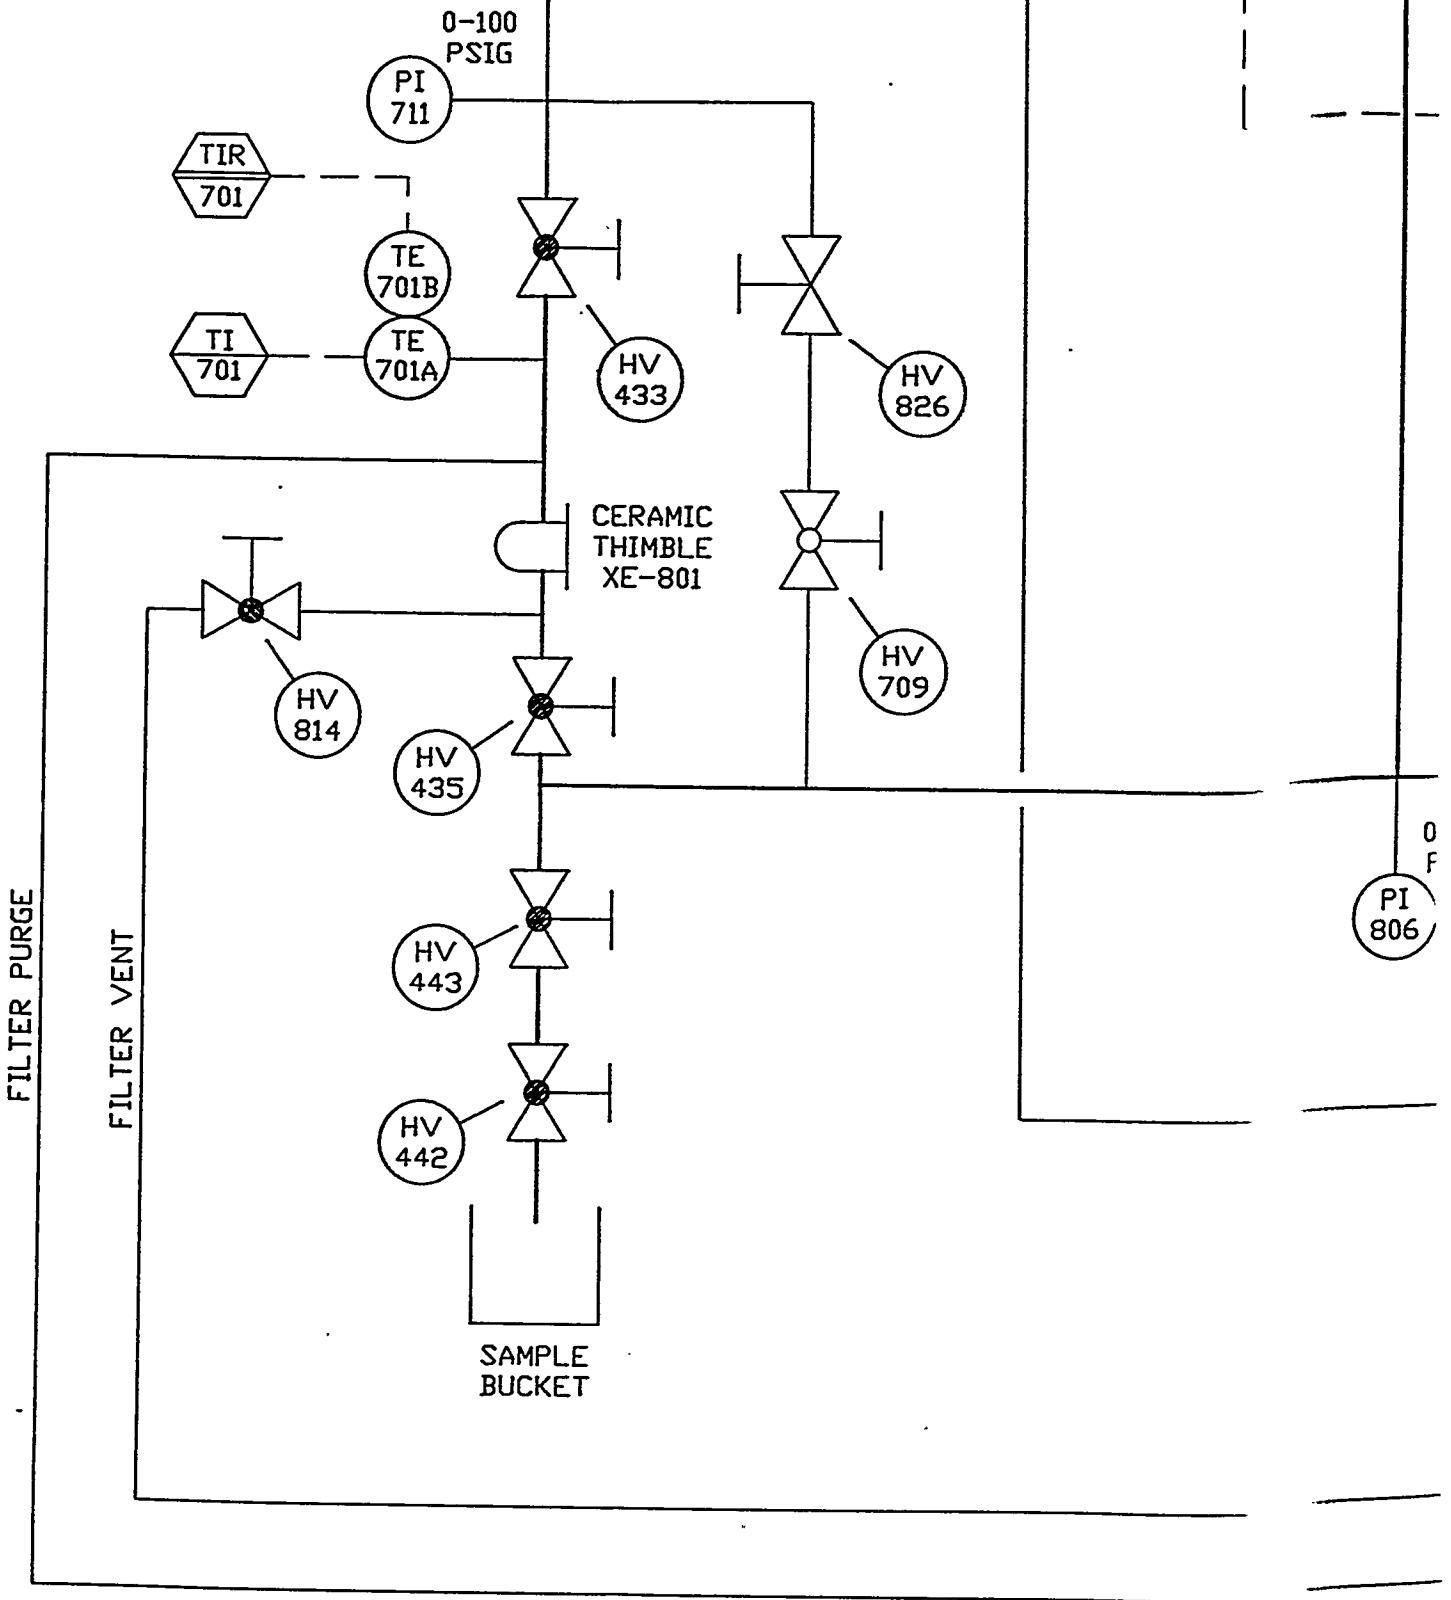 0-100
PSIG
PI
711
TIR
701
TE
701B
TI
701
TE
701A
HV
433
HV
826
CERAMIC
THIMBLE
XE-801
HV
709
HV
814
HV
435
PI
806
HV
443
FILTER PURGE
FILTER VENT
HV
442
SAMPLE
BUCKET